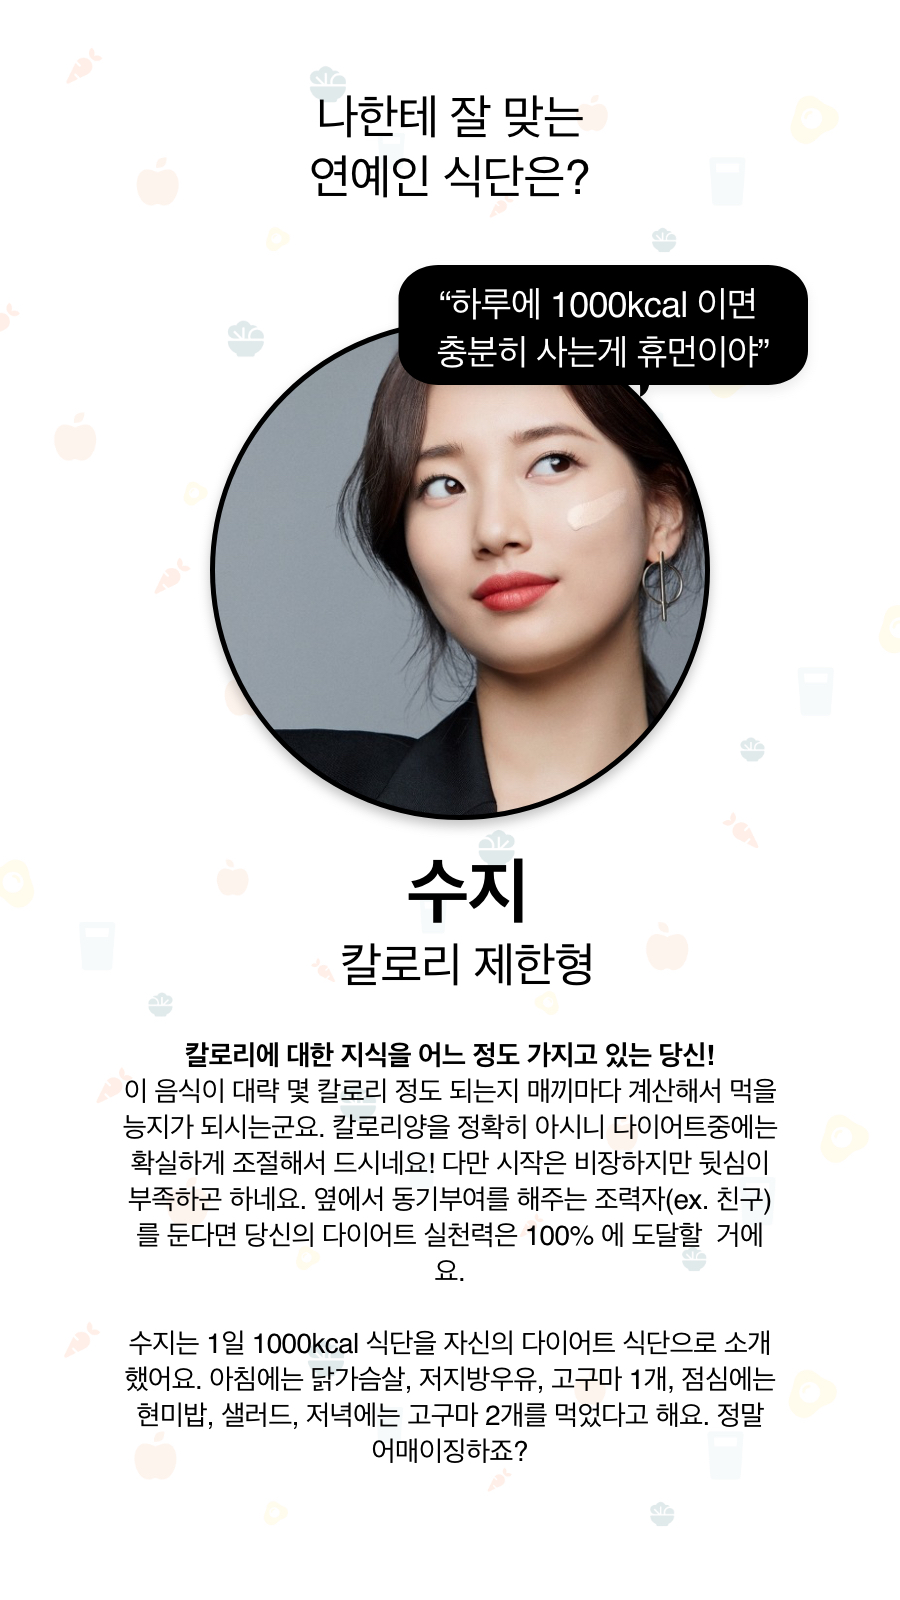 나한테 잘 맞는
연예인 식단은?
“하루에 1000kcal 이면
충분히 사는게 휴먼이야”
수지
칼로리 제한형
칼로리에 대한 지식을 어느 정도 가지고 있는 당신!
이 음식이 대략 몇 칼로리 정도 되는지 매끼마다 계산해서 먹을
능지가 되시는군요. 칼로리양을 정확히 아시니 다이어트중에는
확실하게 조절해서 드시네요! 다만 시작은 비장하지만 뒷심이
부족하곤 하네요. 옆에서 동기부여를 해주는 조력자(ex. 친구)
를 둔다면 당신의 다이어트 실천력은 100% 에 도달할  거에
요.
수지는 1일 1000kcal 식단을 자신의 다이어트 식단으로 소개
했어요. 아침에는 닭가슴살, 저지방우유, 고구마 1개, 점심에는
현미밥, 샐러드, 저녁에는 고구마 2개를 먹었다고 해요. 정말
어매이징하죠?